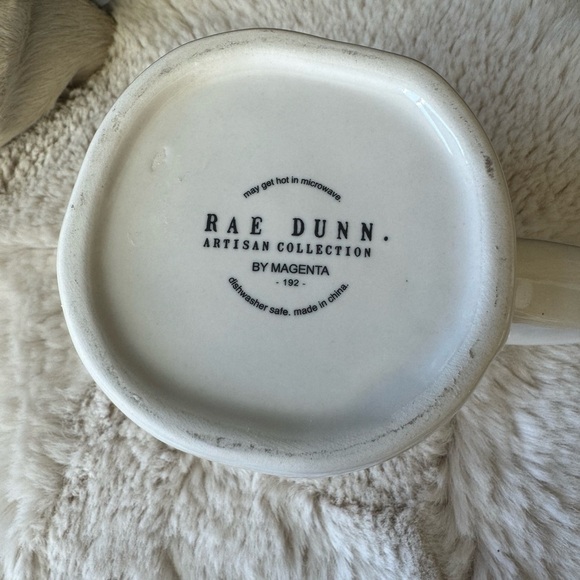 may get hot in microwave.
RAE DUNN.
ARTISAN COLLECTION
BY MAGENTA
- 192 -
dishwasher safe. made in china.